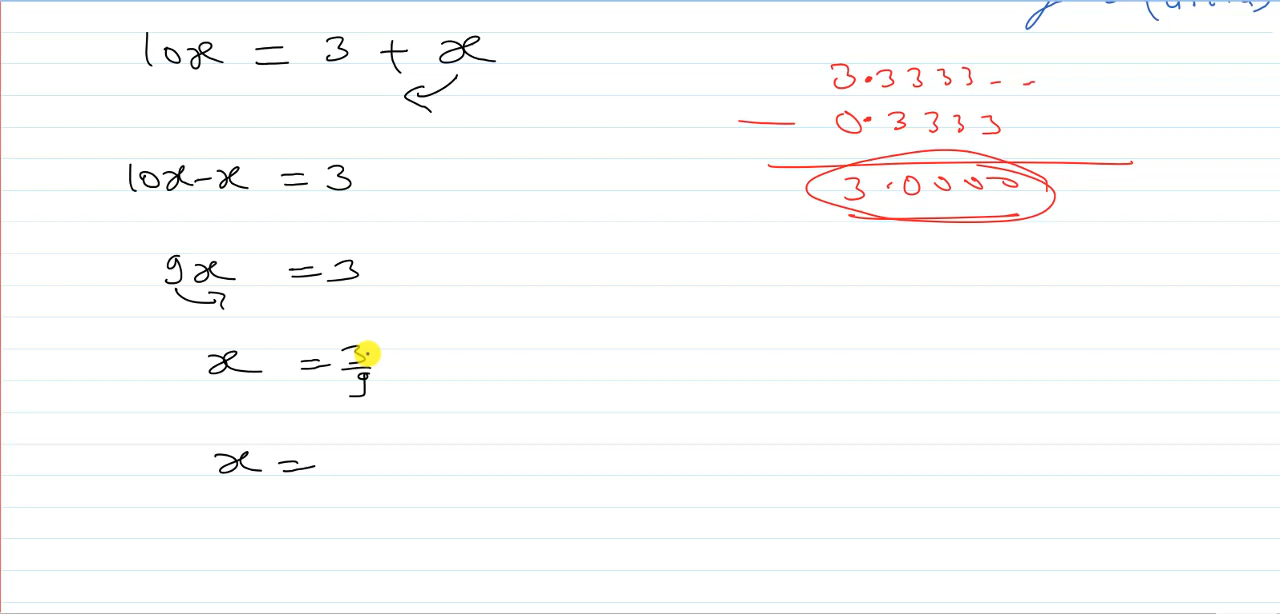 10x = 3 + x
10x - x = 3
9x = 3
x = 3/9
x =
3.3333--
- 0.3333
3.0000